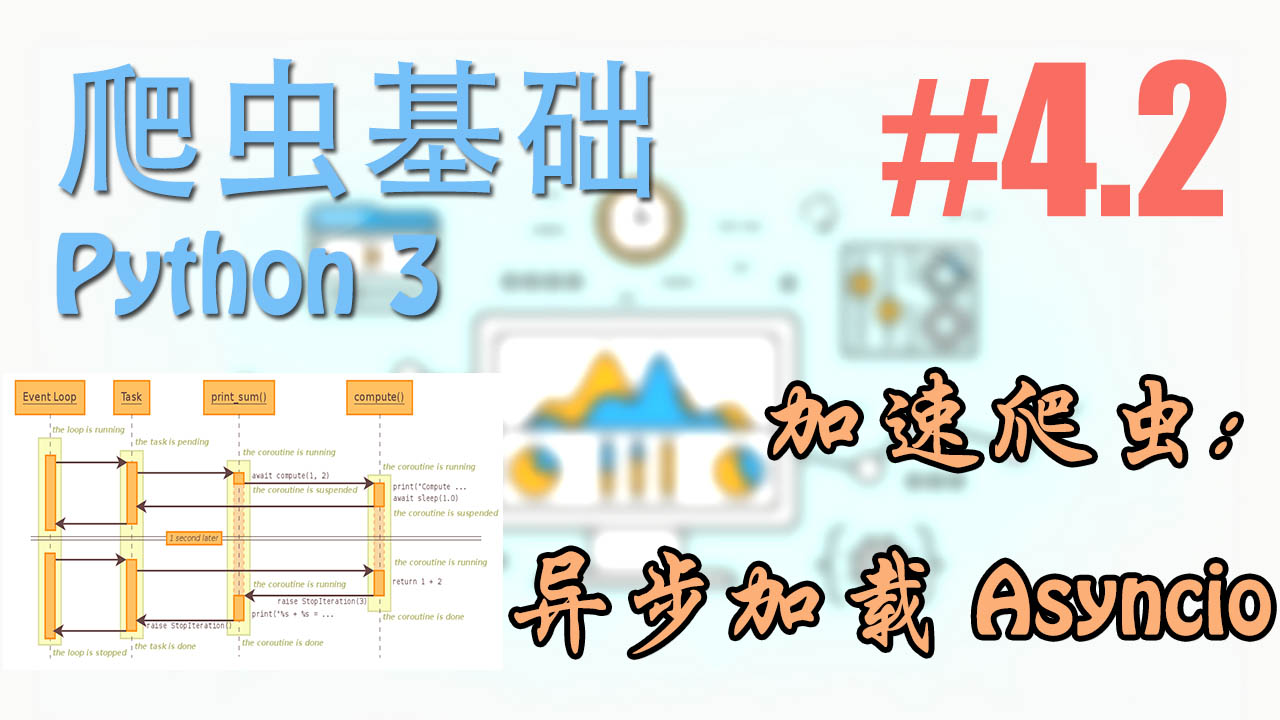 爬虫基础
#4.2
Python 3
加速爬虫:
异步加载 Asyncio
Event Loop
Task
print_sum()
compute()
the loop is running
the task is pending
the coroutine is running
await compute(1, 2)
the coroutine is running
the coroutine is suspended
print("Compute ...
await sleep(1.0)
the coroutine is suspended
1 second later
the coroutine is running
return 1 + 2
the coroutine is running
raise StopIteration(3)
print("%s + %s = ...
the coroutine is done
raise StopIteration()
the coroutine is done
the task is done
the loop is stopped